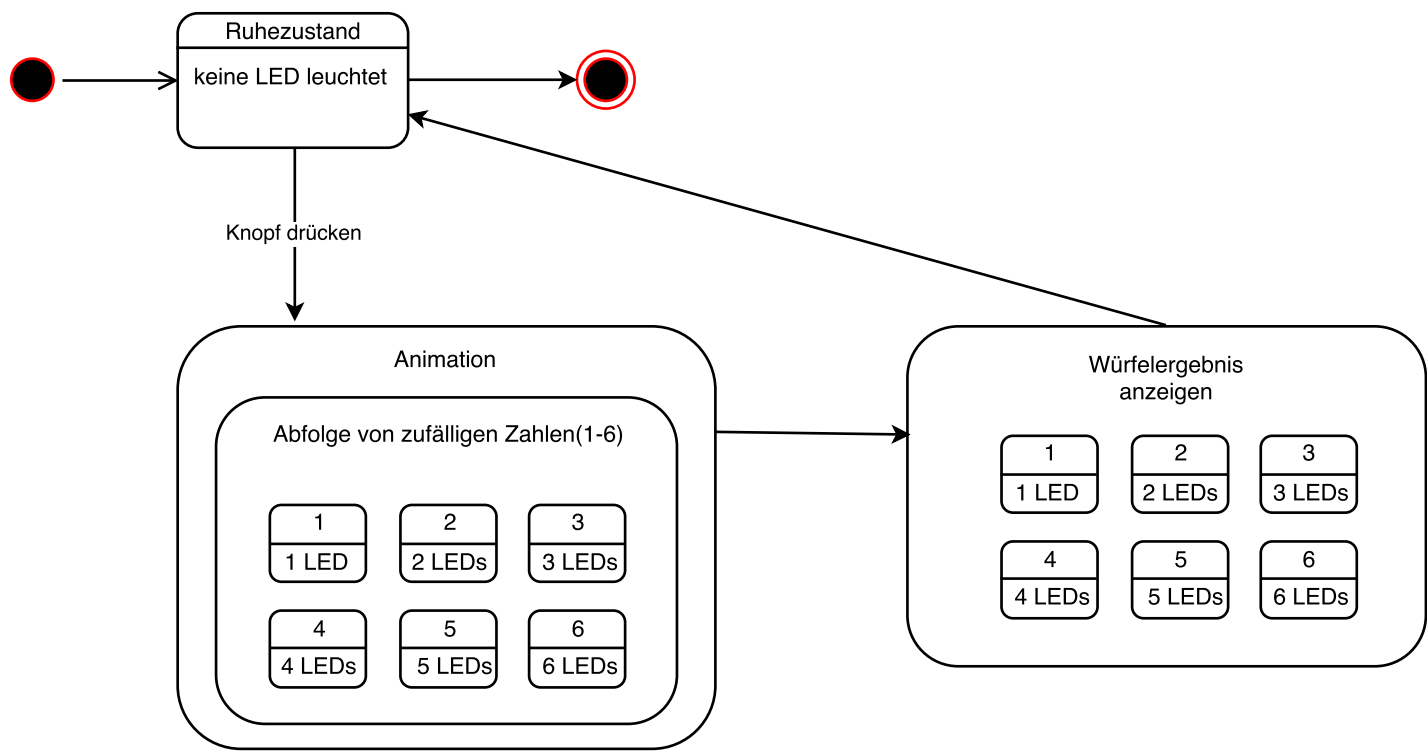 Ruhezustand
keine LED leuchtet
Knopf drücken
Animation
Abfolge von zufälligen Zahlen(1-6)
1
1 LED
2
2 LEDs
3
3 LEDs
4
4 LEDs
5
5 LEDs
6
6 LEDs
Würfelergebnis
anzeigen
1
1 LED
2
2 LEDs
3
3 LEDs
4
4 LEDs
5
5 LEDs
6
6 LEDs